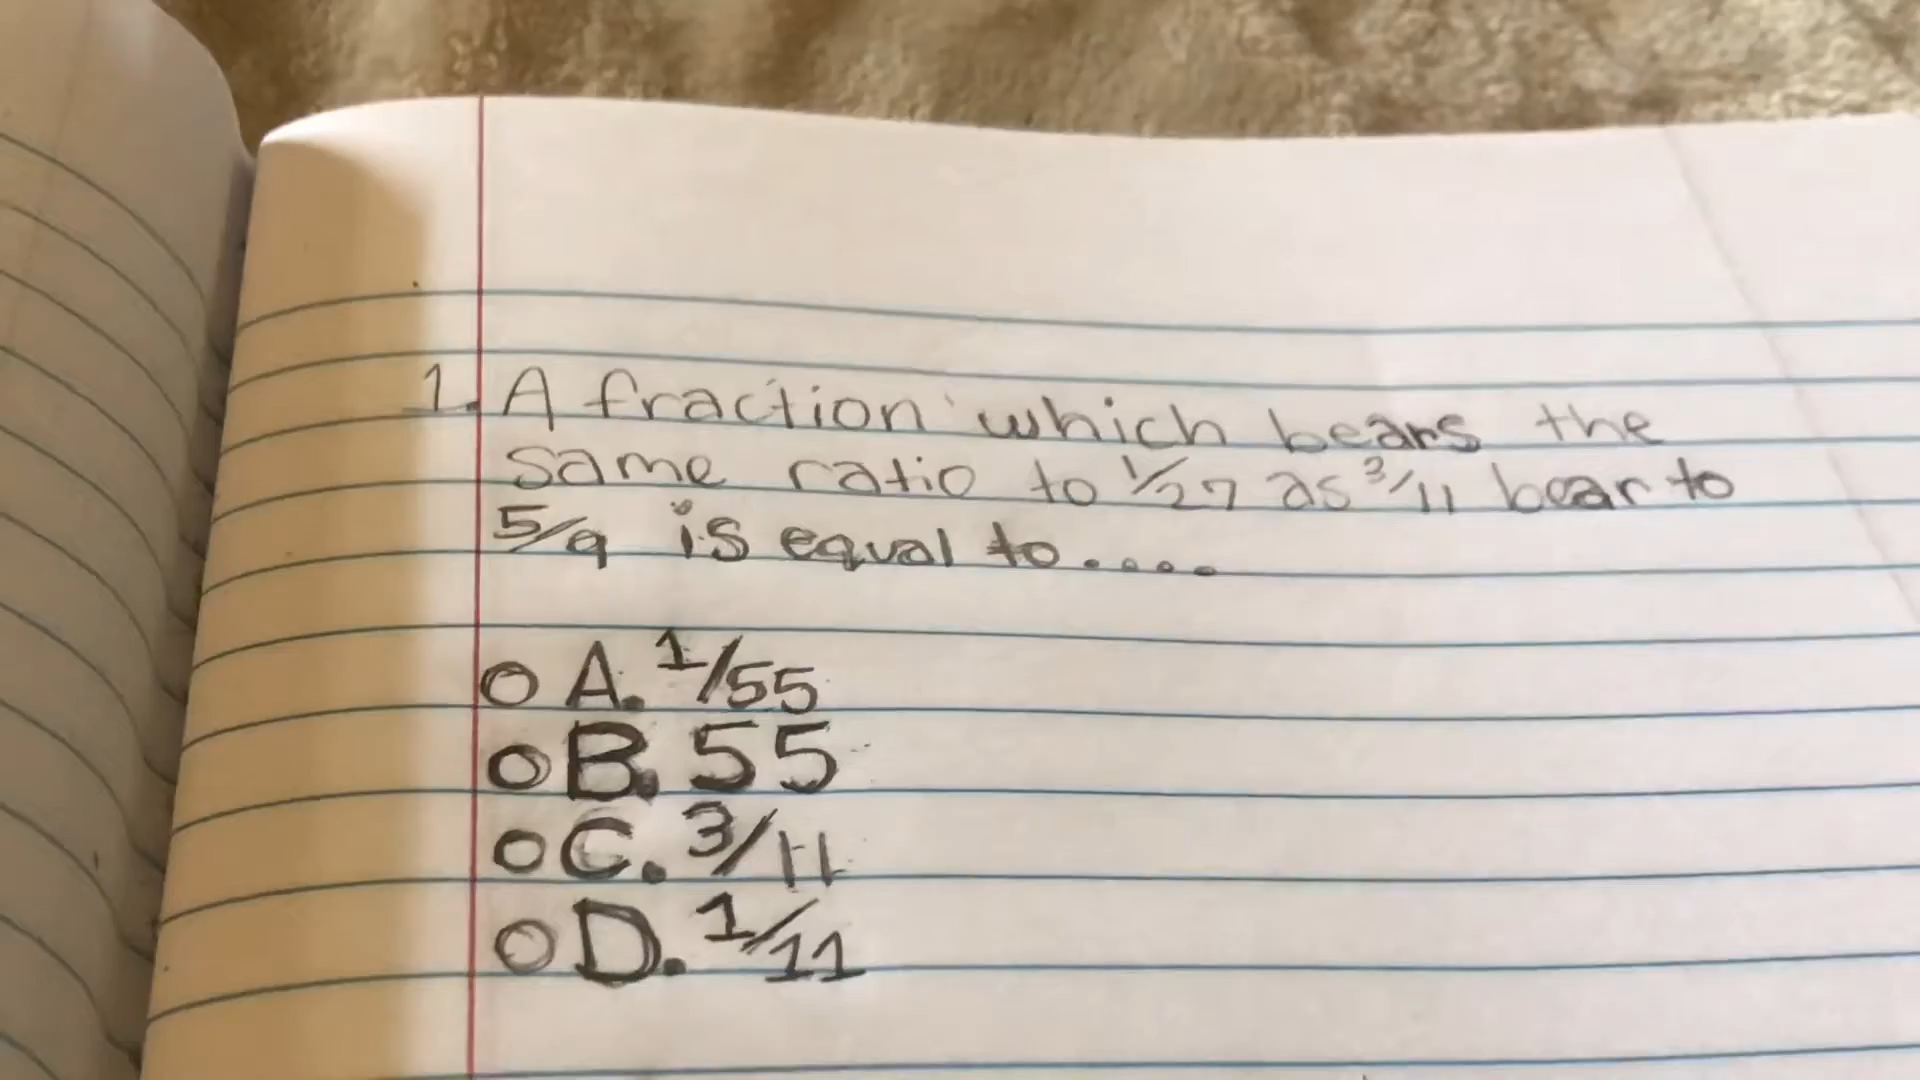 1. A fraction which bears the
same ratio to 1/27 as 3/11 bear to
5/9 is equal to....
O A. 1/55
O B. 55
O C. 3/11
O D. 1/11